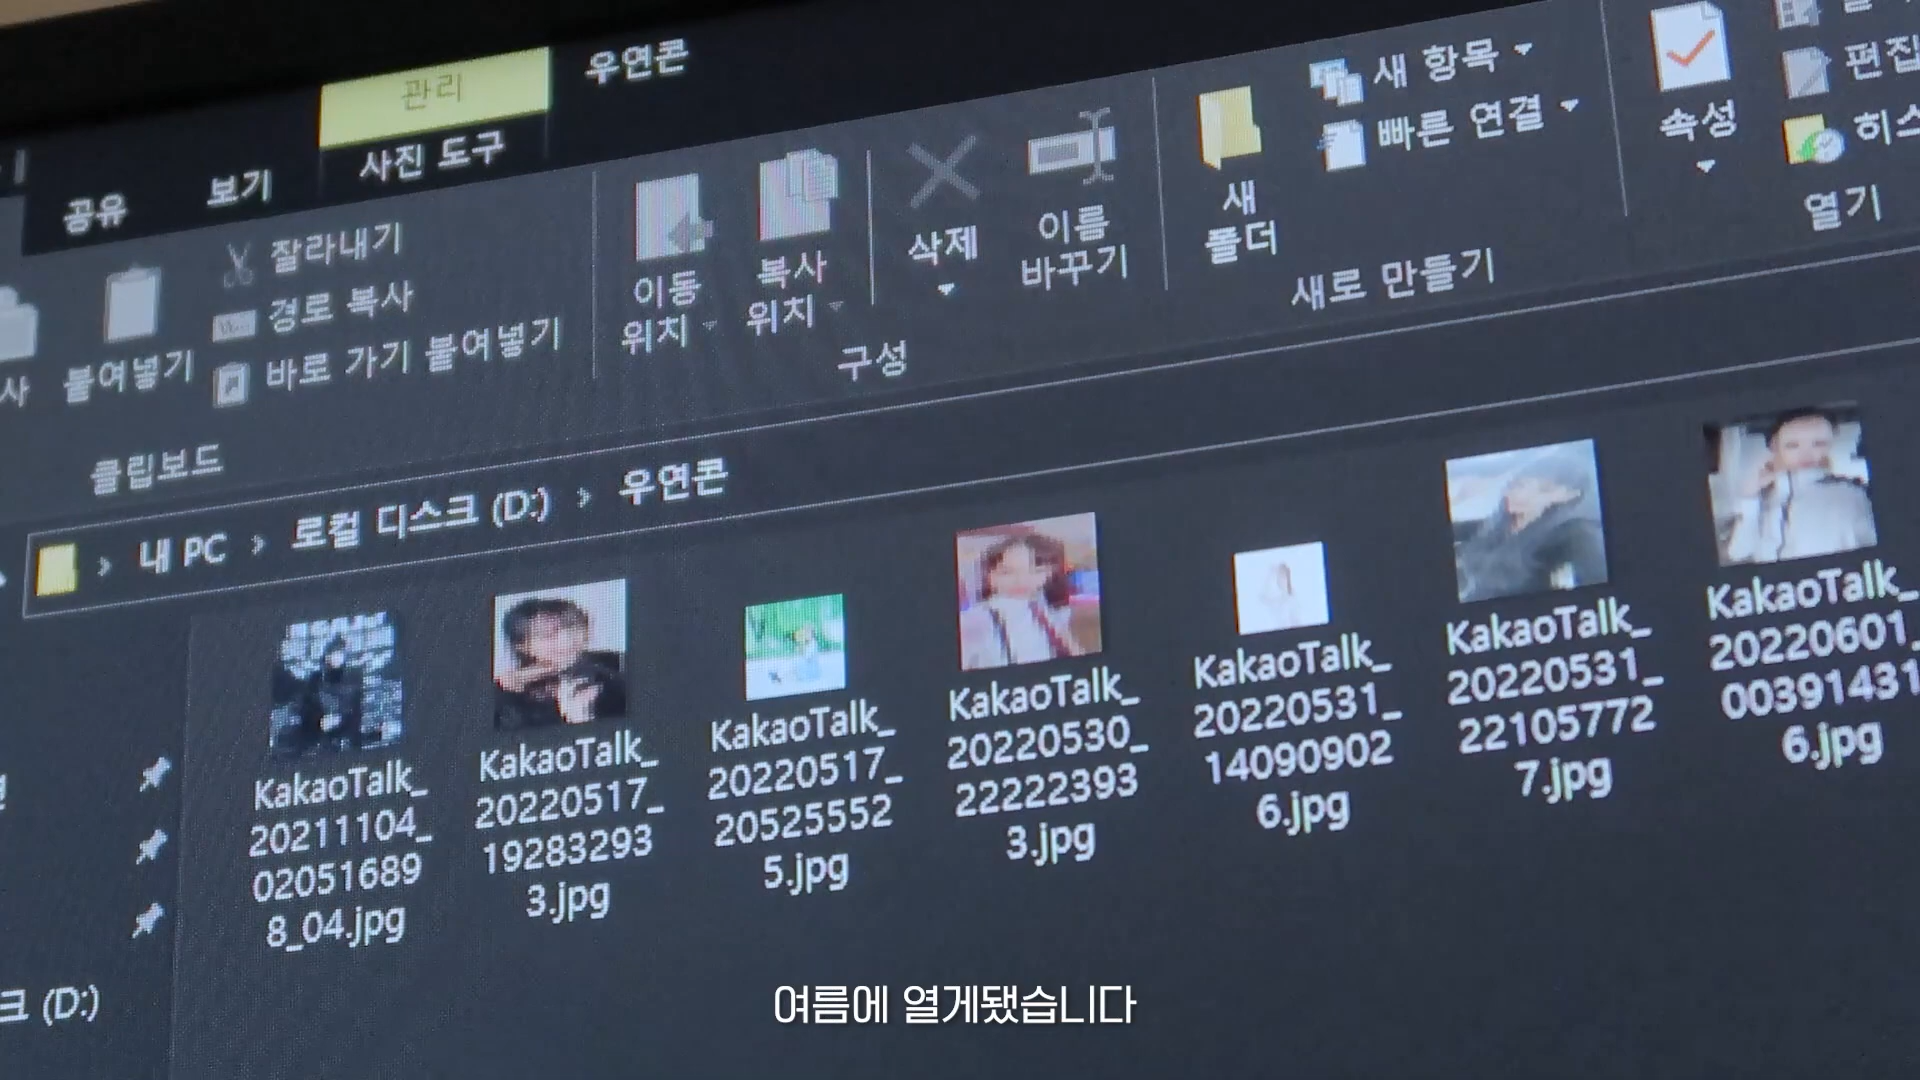 관리
우연콘
공유
보기
사진 도구
붙여넣기
잘라내기
경로 복사
바로 가기 붙여넣기
클립보드
이동
위치
복사
위치
삭제
이름
바꾸기
구성
새
폴더
새 항목
빠른 연결
새로 만들기
속성
편집
열기
내 PC > 로컬 디스크 (D:) > 우연콘
KakaoTalk_
20211104_
02051689
8_04.jpg
KakaoTalk_
20220517_
19283293
3.jpg
KakaoTalk_
20220517_
20525552
5.jpg
KakaoTalk_
20220530_
22222393
3.jpg
KakaoTalk_
20220531_
14090902
6.jpg
KakaoTalk_
20220531_
22105772
7.jpg
KakaoTalk_
20220601_
00391431
6.jpg
크 (D:)
여름에 열게됐습니다